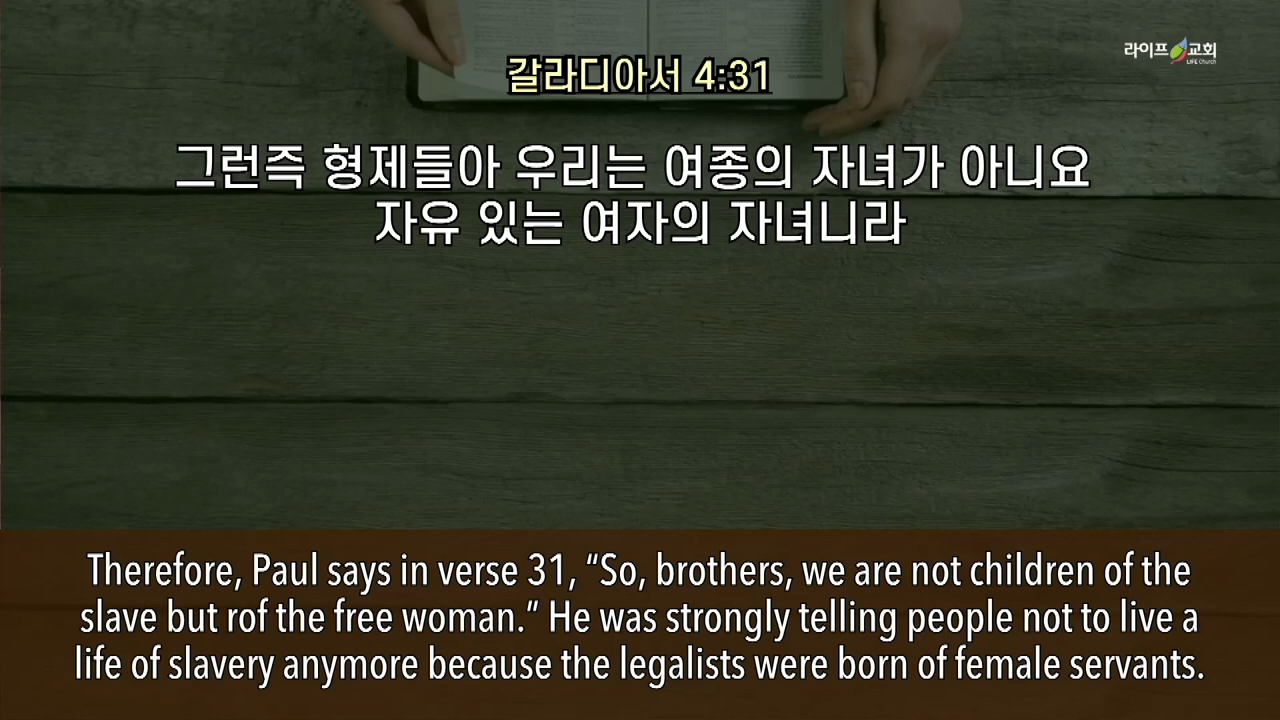 라이프 교회
LIFE Church
갈라디아서 4:31
그런즉 형제들아 우리는 여종의 자녀가 아니요
자유 있는 여자의 자녀니라
Therefore, Paul says in verse 31, “So, brothers, we are not children of the
slave but rof the free woman.” He was strongly telling people not to live a
life of slavery anymore because the legalists were born of female servants.